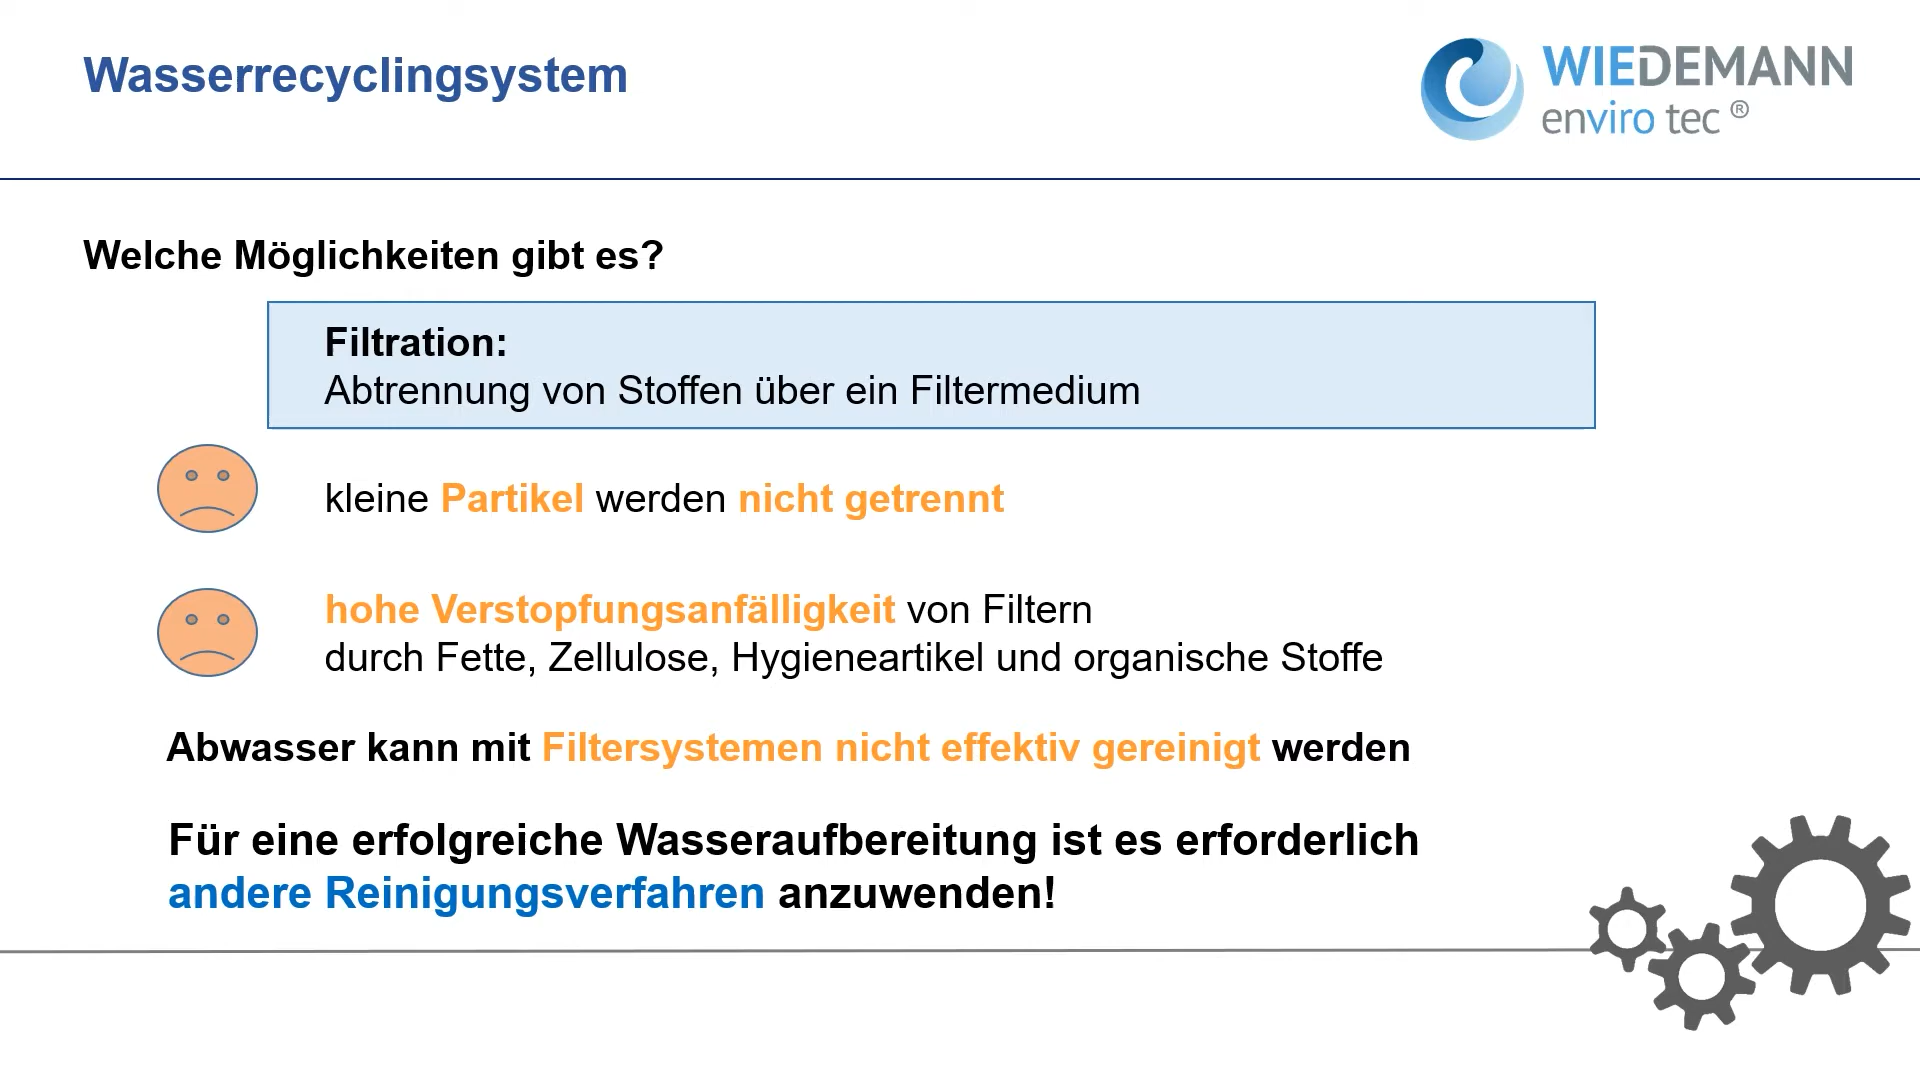 Wasserrecyclingsystem
WIEDEMANN
enviro tec ®
Welche Möglichkeiten gibt es?
Filtration:
Abtrennung von Stoffen über ein Filtermedium
kleine Partikel werden nicht getrennt
hohe Verstopfungsanfälligkeit von Filtern
durch Fette, Zellulose, Hygieneartikel und organische Stoffe
Abwasser kann mit Filtersystemen nicht effektiv gereinigt werden
Für eine erfolgreiche Wasseraufbereitung ist es erforderlich
andere Reinigungsverfahren anzuwenden!